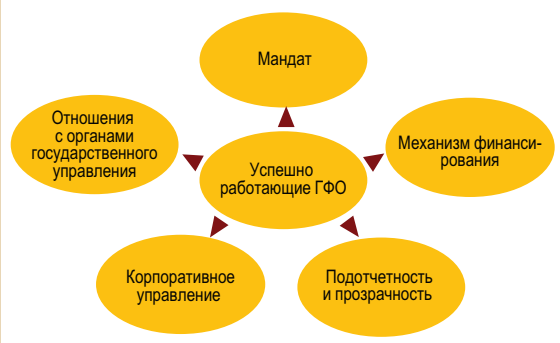 Мандат
Отношения
с органами
государственного
управления
Механизм финанси-
рования
Успешно
работающие ГФО
Корпоративное
управление
Подотчетность
и прозрачность